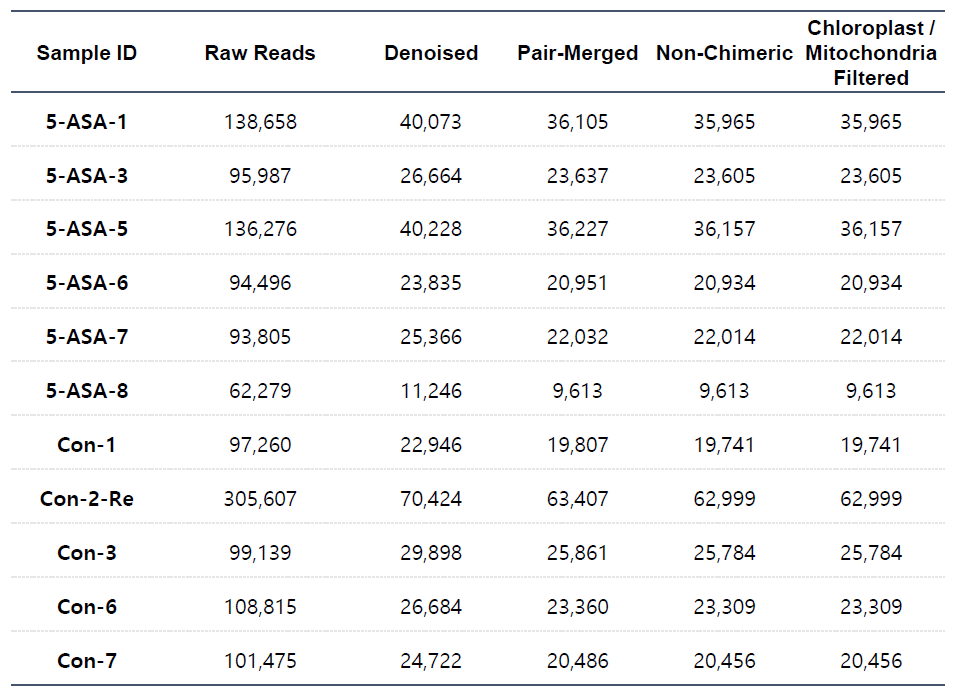 Sample ID Raw Reads Denoised Pair-Merged Non-Chimeric Chloroplast / Mitochondria Filtered
5-ASA-1 138,658 40,073 36,105 35,965 35,965
5-ASA-3 95,987 26,664 23,637 23,605 23,605
5-ASA-5 136,276 40,228 36,227 36,157 36,157
5-ASA-6 94,496 23,835 20,951 20,934 20,934
5-ASA-7 93,805 25,366 22,032 22,014 22,014
5-ASA-8 62,279 11,246 9,613 9,613 9,613
Con-1 97,260 22,946 19,807 19,741 19,741
Con-2-Re 305,607 70,424 63,407 62,999 62,999
Con-3 99,139 29,898 25,861 25,784 25,784
Con-6 108,815 26,684 23,360 23,309 23,309
Con-7 101,475 24,722 20,486 20,456 20,456